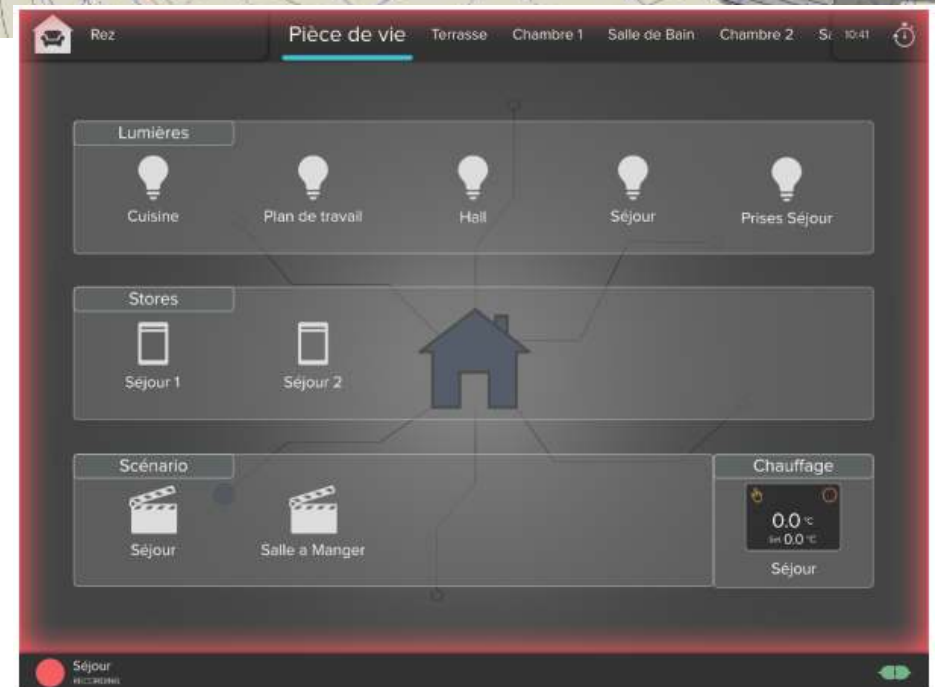 Rez Pièce de vie Terrasse Chambre 1 Salle de Bain Chambre 2 10:41
Lumières
Cuisine Plan de travail Hall Séjour Prises Séjour
Stores
Séjour 1 Séjour 2
Scénario Chauffage
0.0 °C
Set 0.0 °C
Séjour Salle a Manger
Séjour
Séjour
RECORDING